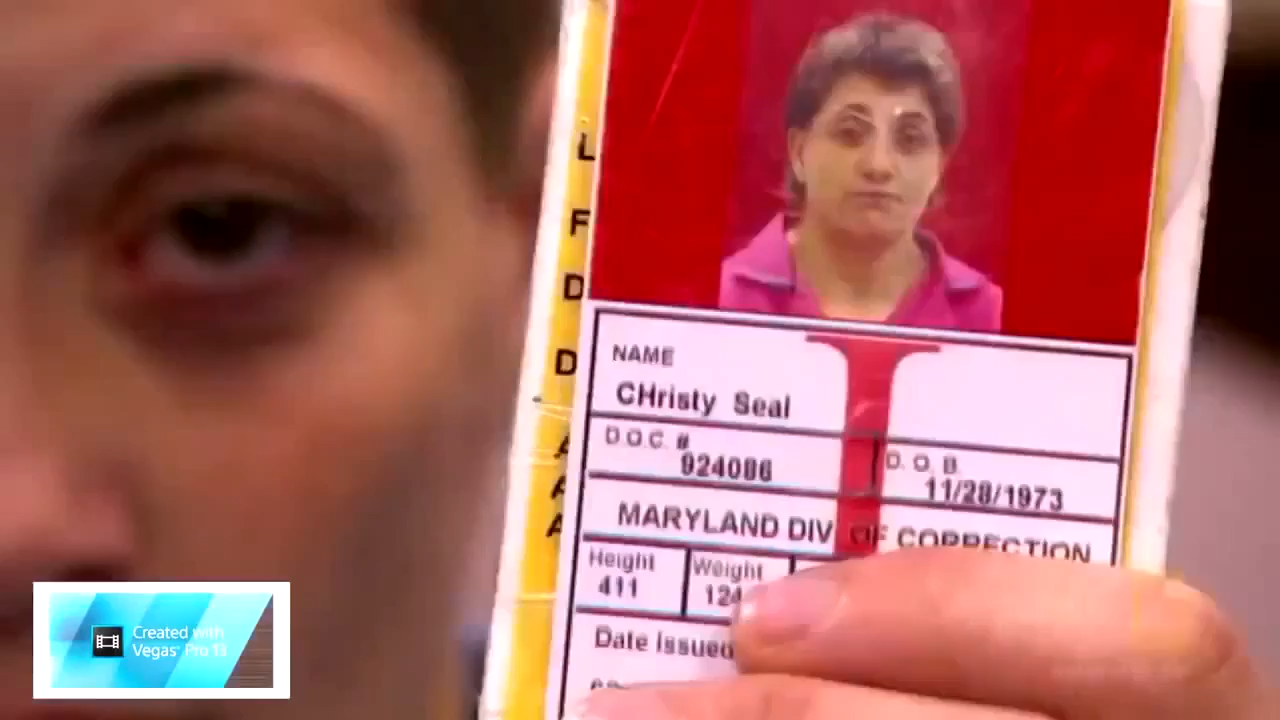 L
F
D
D
A
A
A
NAME
CHristy Seal
D.O.C. #
924086
D. O. B.
11/28/1973
MARYLAND DIV OF CORRECTION
Height
411
Weight
124
Date Issued
Created with
Vegas Pro 13